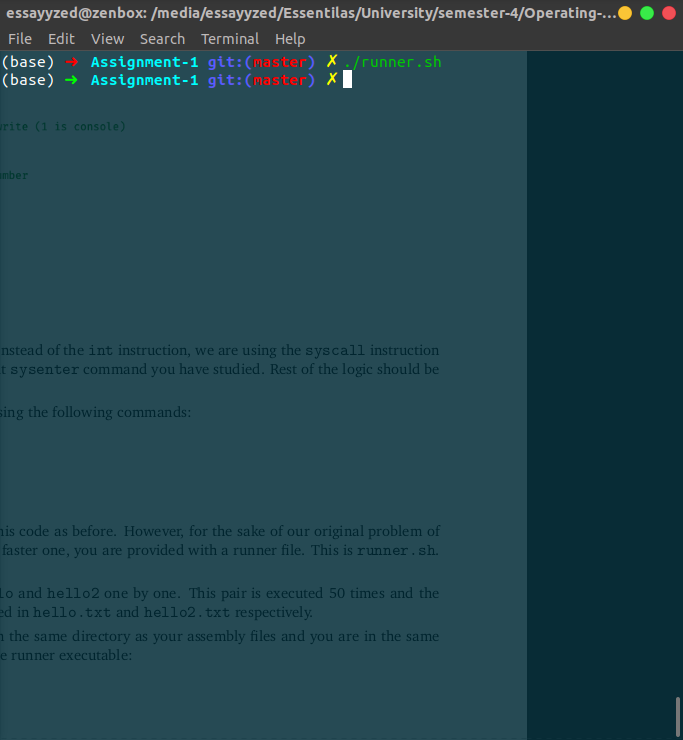 essayyzed@zenbox: /media/essayyzed/Essentilas/University/semester-4/Operating-...
File Edit View Search Terminal Help
(base) ➜ Assignment-1 git:(master) ✗ ./runner.sh
(base) ➜ Assignment-1 git:(master) ✗
write (1 is console)
umber
nstead of the int instruction, we are using the syscall instruction
t sysenter command you have studied. Rest of the logic should be
sing the following commands:
his code as before. However, for the sake of our original problem of
faster one, you are provided with a runner file. This is runner.sh.
lo and hello2 one by one. This pair is executed 50 times and the
ed in hello.txt and hello2.txt respectively.
n the same directory as your assembly files and you are in the same
e runner executable: